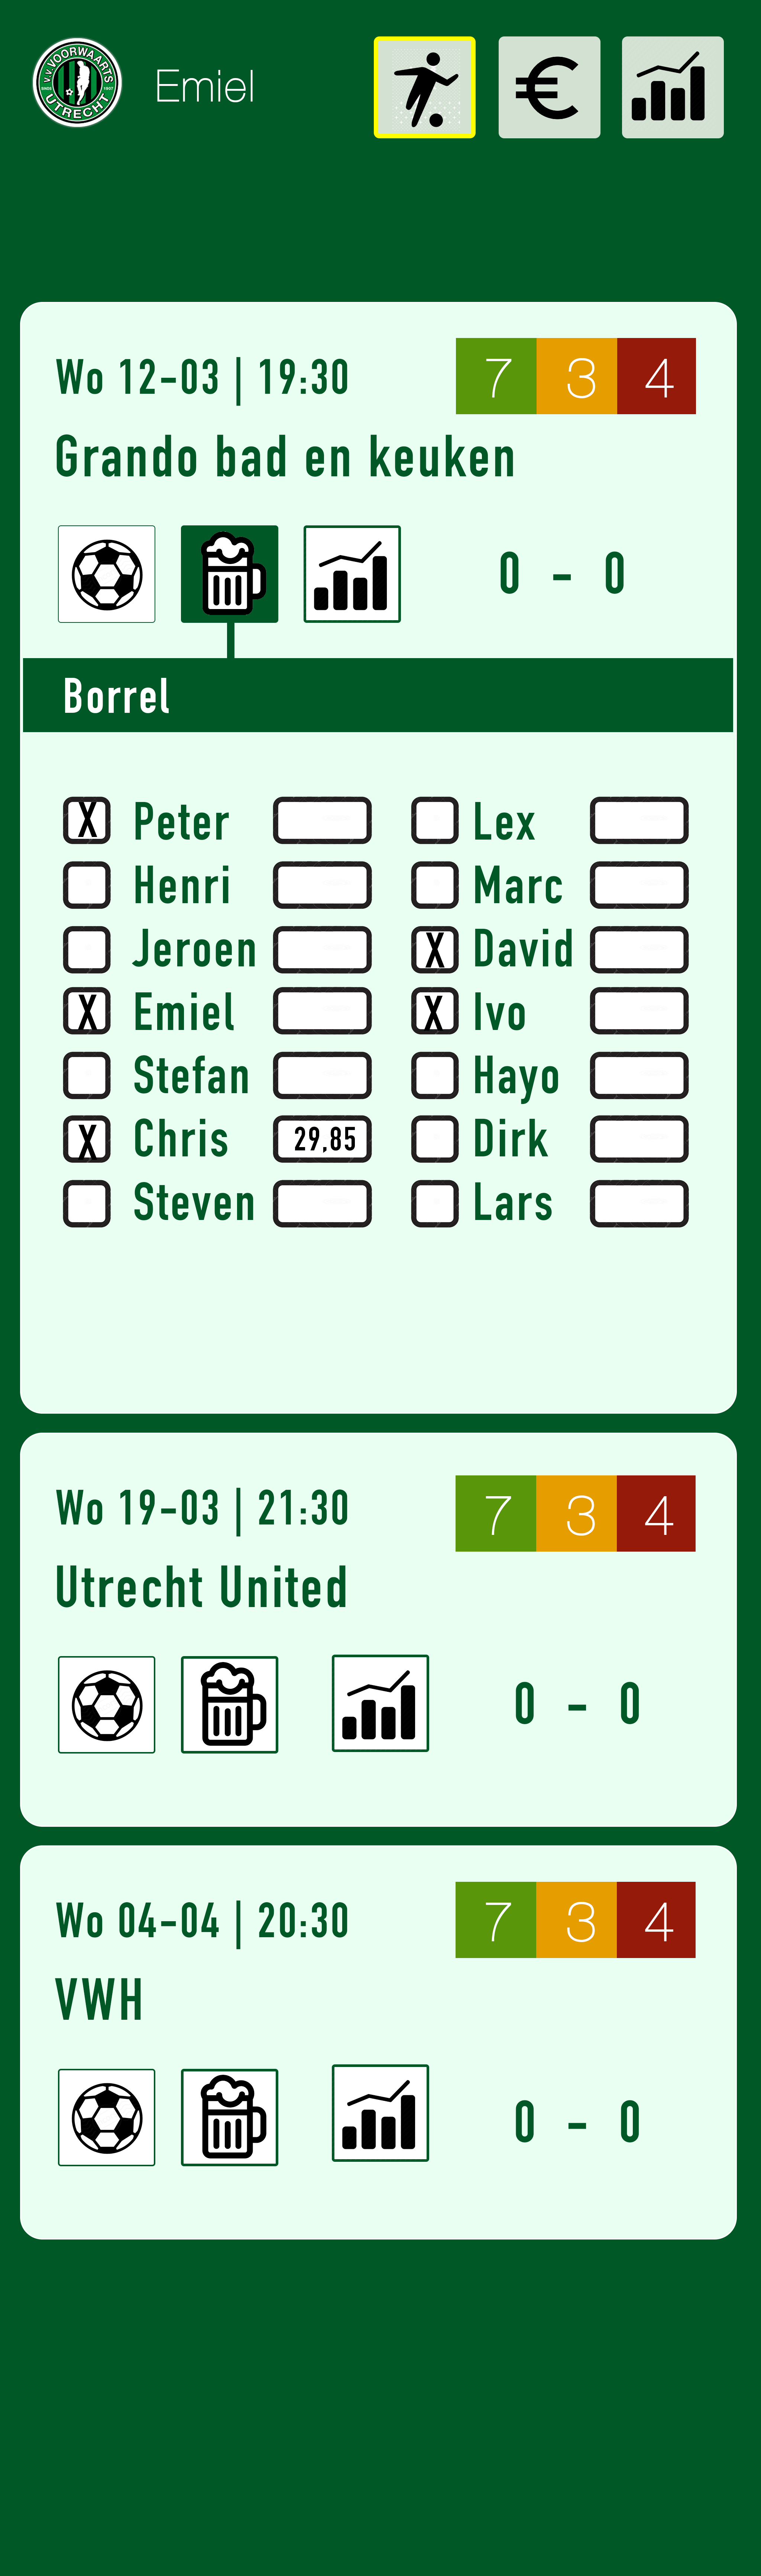 V.V. VOORWAARTS
SINDS 1907
UTRECHT
Emiel
€
Wo 12-03 | 19:30
7 3 4
Grando bad en keuken
0 - 0
Borrel
X Peter Lex
Henri Marc
Jeroen X David
X Emiel X Ivo
Stefan Hayo
X Chris 29,85 Dirk
Steven Lars
Wo 19-03 | 21:30
7 3 4
Utrecht United
0 - 0
Wo 04-04 | 20:30
7 3 4
VWH
0 - 0